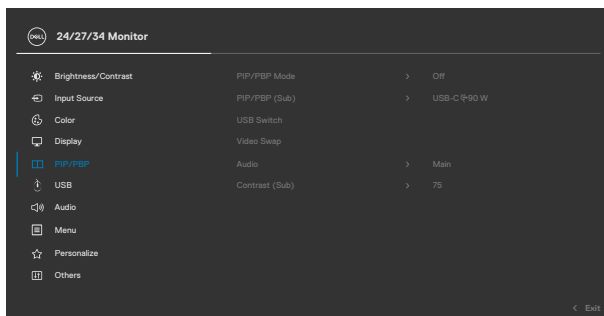 DELL 24/27/34 Monitor
Brightness/Contrast PIP/PBP Mode > Off
Input Source PIP/PBP (Sub) > USB-C 90 W
Color USB Switch
Display Video Swap
PIP/PBP Audio > Main
USB Contrast (Sub) > 75
Audio
Menu
Personalize
Others
< Exit